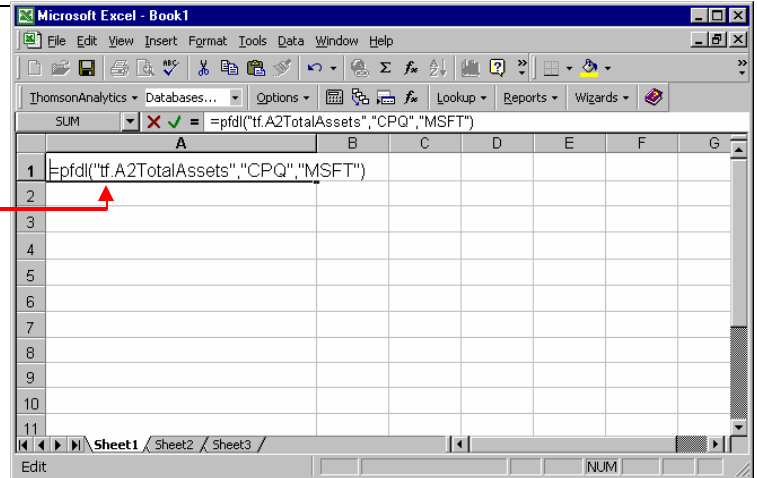 Microsoft Excel - Book1
File Edit View Insert Format Tools Data Window Help
ThomsonAnalytics Databases... Options Lookup Reports Wizards
SUM =pfdl("tf.A2TotalAssets","CPQ","MSFT")
A B C D E F G
1 =pfdl("tf.A2TotalAssets","CPQ","MSFT")
2
3
4
5
6
7
8
9
10
11
Sheet1 Sheet2 Sheet3
Edit NUM